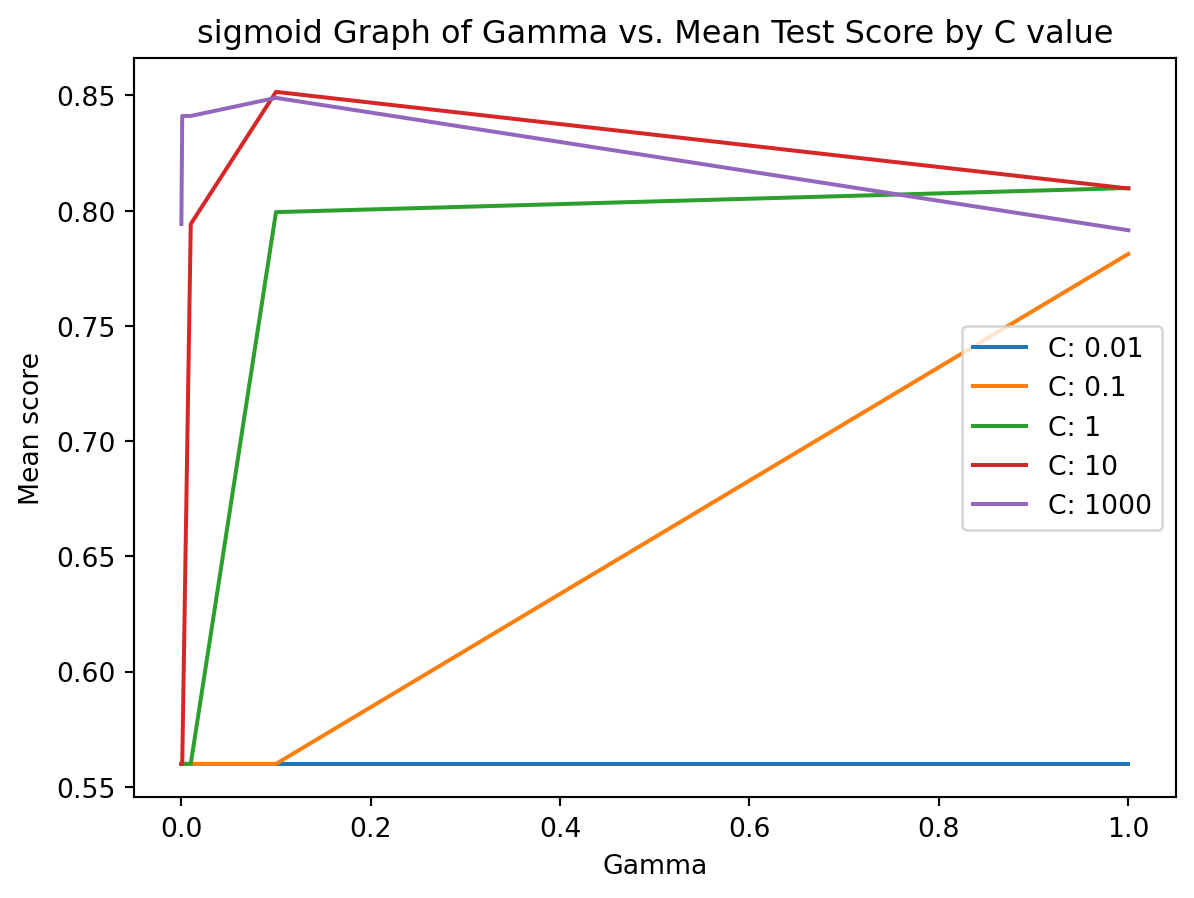 sigmoid Graph of Gamma vs. Mean Test Score by C value
0.85
0.80
0.75
0.70
0.65
0.60
0.55
Mean score
C: 0.01
C: 0.1
C: 1
C: 10
C: 1000
0.0 0.2 0.4 0.6 0.8 1.0
Gamma